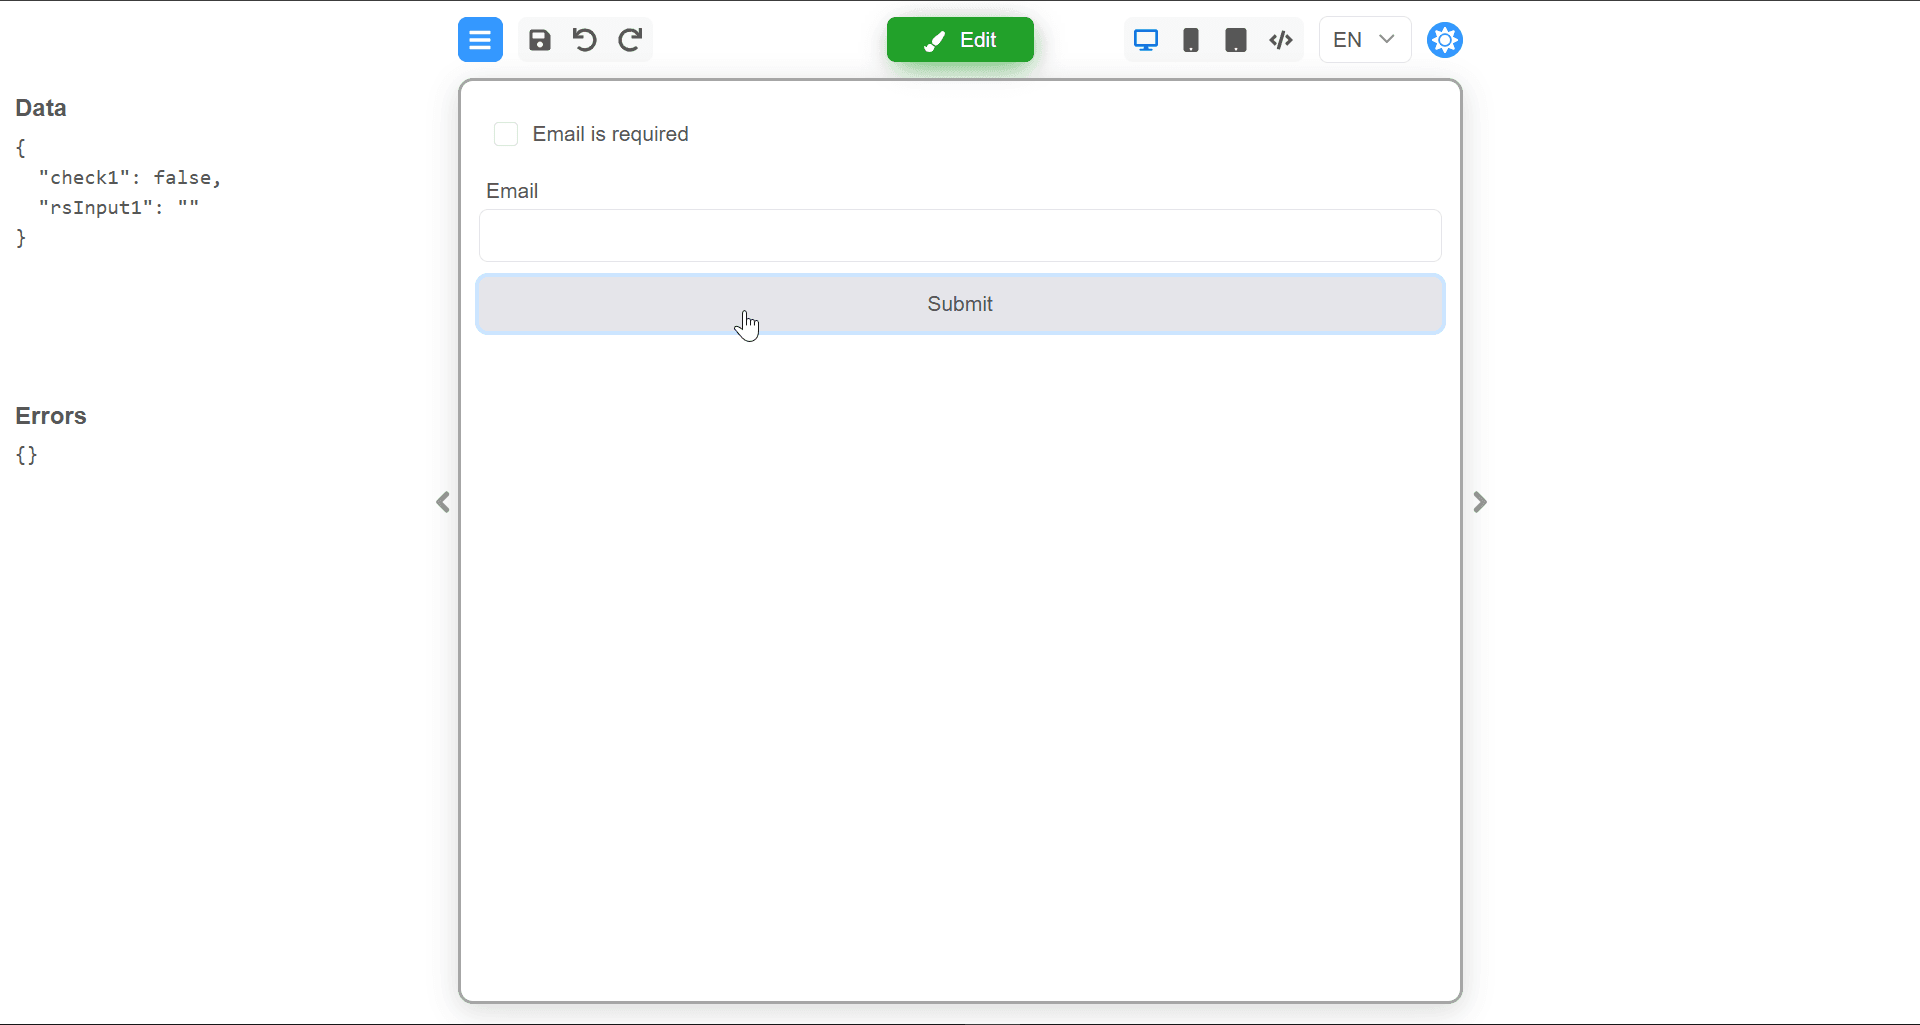 Edit
EN
Data
{
"check1": false,
"rsInput1": ""
}
Errors
{}
Email is required
Email
Submit